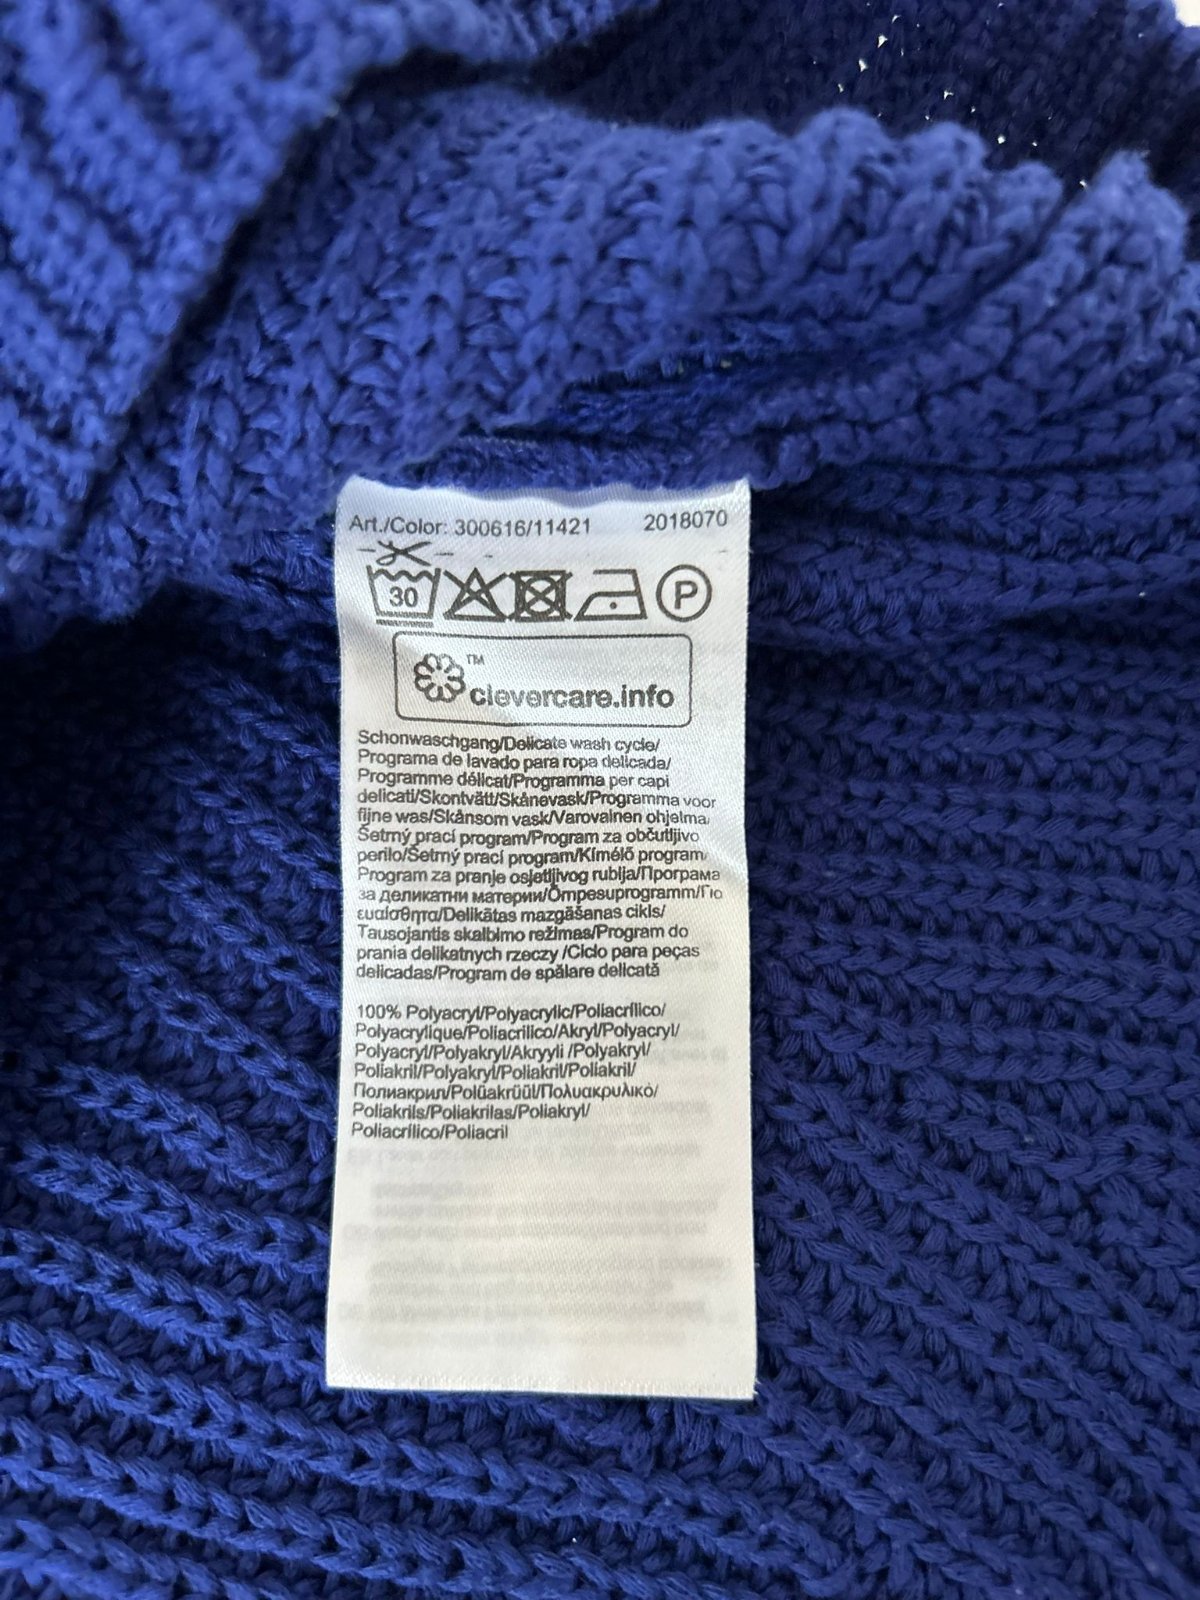 Art./Color: 300616/11421 2018070
30 P
™
clevercare.info
Schonwaschgang/Delicate wash cycle/
Programa de lavado para ropa delicada/
Programme délicat/Programma per capi
delicati/Skontvätt/Skånevask/Programma voor
fijne was/Skånsom vask/Varovainen ohjelma/
Šetrný prací program/Program za občutljivo
perilo/Šetrný prací program/Kímélő program/
Program za pranje osjetljivog rublja/Програма
за деликатни материи/Õrnpesuprogramm/Για
ευαίσθητα/Delikātas mazgāšanas cikls/
Tausojantis skalbimo režimas/Program do
prania delikatnych rzeczy /Ciclo para peças
delicadas/Program de spălare delicată
100% Polyacryl/Polyacrylic/Poliacrílico/
Polyacrylique/Poliacrilico/Akryl/Polyacryl/
Polyacryl/Polyakryl/Akryyli /Polyakryl/
Poliakril/Polyakryl/Poliakril/Poliakril/
Полиакрил/Polüakrüül/Πολυακρυλικό/
Poliakrils/Poliakrilas/Poliakryl/
Poliacrílico/Poliacril